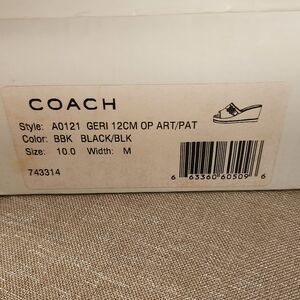 COACH
Style: A0121 GERI 12CM OP ART/PAT
Color: BBK BLACK/BLK
Size: 10.0 Width: M
743314
6 63360 60509 6